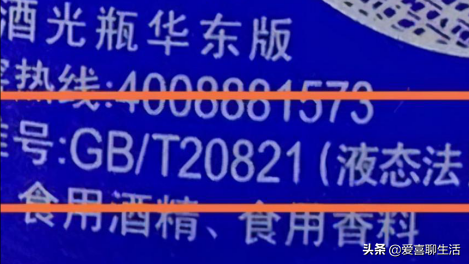 酒光瓶华东版
热线:4008881573
号:GB/T20821(液态法
食用酒精、食用香料
头条 @爱喜聊生活